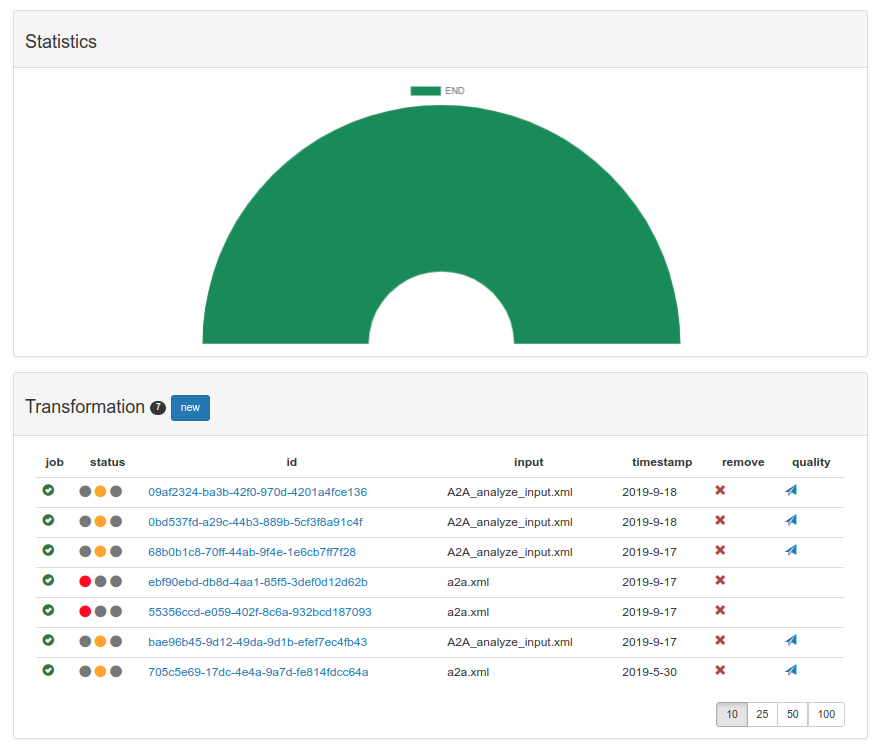 Statistics
END
Transformation 7 new
job status id input timestamp remove quality
09af2324-ba3b-42f0-970d-4201a4fce136 A2A_analyze_input.xml 2019-9-18
0bd537fd-a29c-44b3-889b-5cf3f8a91c4f A2A_analyze_input.xml 2019-9-18
68b0b1c8-70ff-44ab-9f4e-1e6cb7ff7f28 A2A_analyze_input.xml 2019-9-17
ebf90ebd-db8d-4aa1-85f5-3def0d12d62b a2a.xml 2019-9-17
55356ccd-e059-402f-8c6a-932bcd187093 a2a.xml 2019-9-17
bae96b45-9d12-49da-9d1b-efef7ec4fb43 A2A_analyze_input.xml 2019-9-17
705c5e69-17dc-4e4a-9a7d-fe814fdcc64a a2a.xml 2019-5-30
10 25 50 100